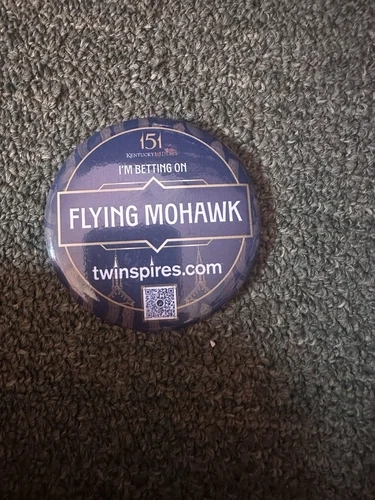 151
KENTUCKY DERBY
I'M BETTING ON
FLYING MOHAWK
twinspires.com